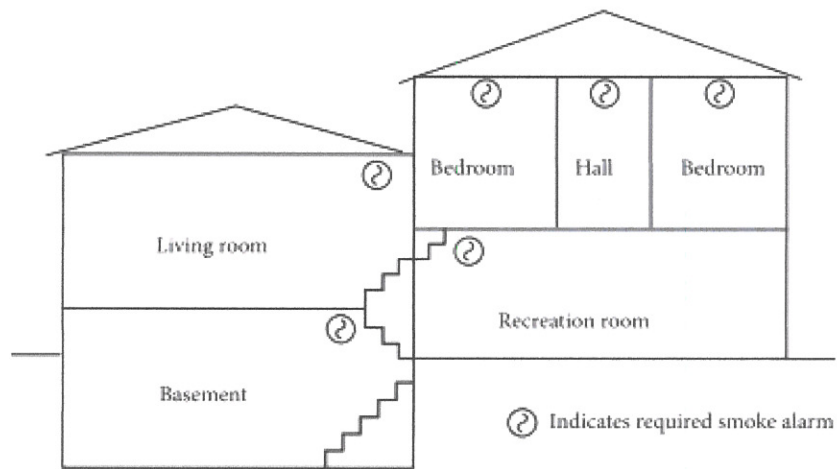 Bedroom
Hall
Bedroom
Living room
Recreation room
Basement
Indicates required smoke alarm